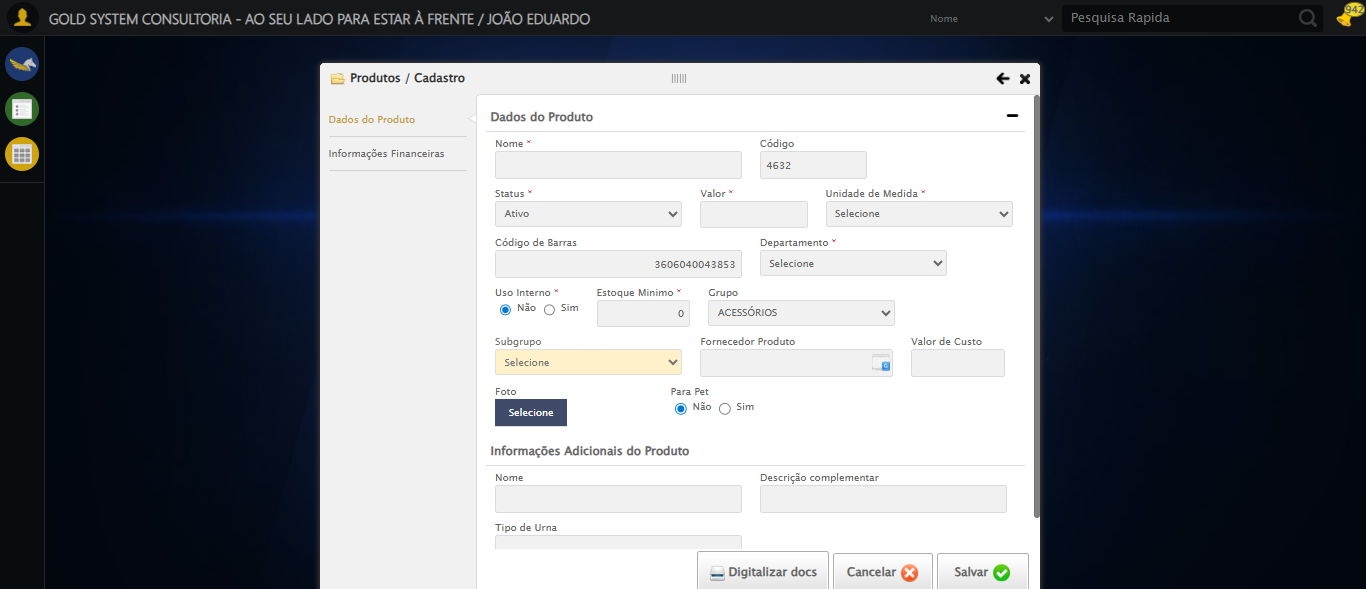 GOLD SYSTEM CONSULTORIA - AO SEU LADO PARA ESTAR À FRENTE / JOÃO EDUARDO
Nome
Pesquisa Rapida
942
Produtos / Cadastro
Dados do Produto
Informações Financeiras
Dados do Produto
Nome *
Código
4632
Status *
Valor *
Unidade de Medida *
Ativo
Selecione
Código de Barras
Departamento *
3606040043853
Selecione
Uso Interno *
Estoque Minimo *
Grupo
Não
Sim
0
ACESSÓRIOS
Subgrupo
Fornecedor Produto
Valor de Custo
Selecione
Foto
Para Pet
Selecione
Não
Sim
Informações Adicionais do Produto
Nome
Descrição complementar
Tipo de Urna
Digitalizar docs
Cancelar
Salvar